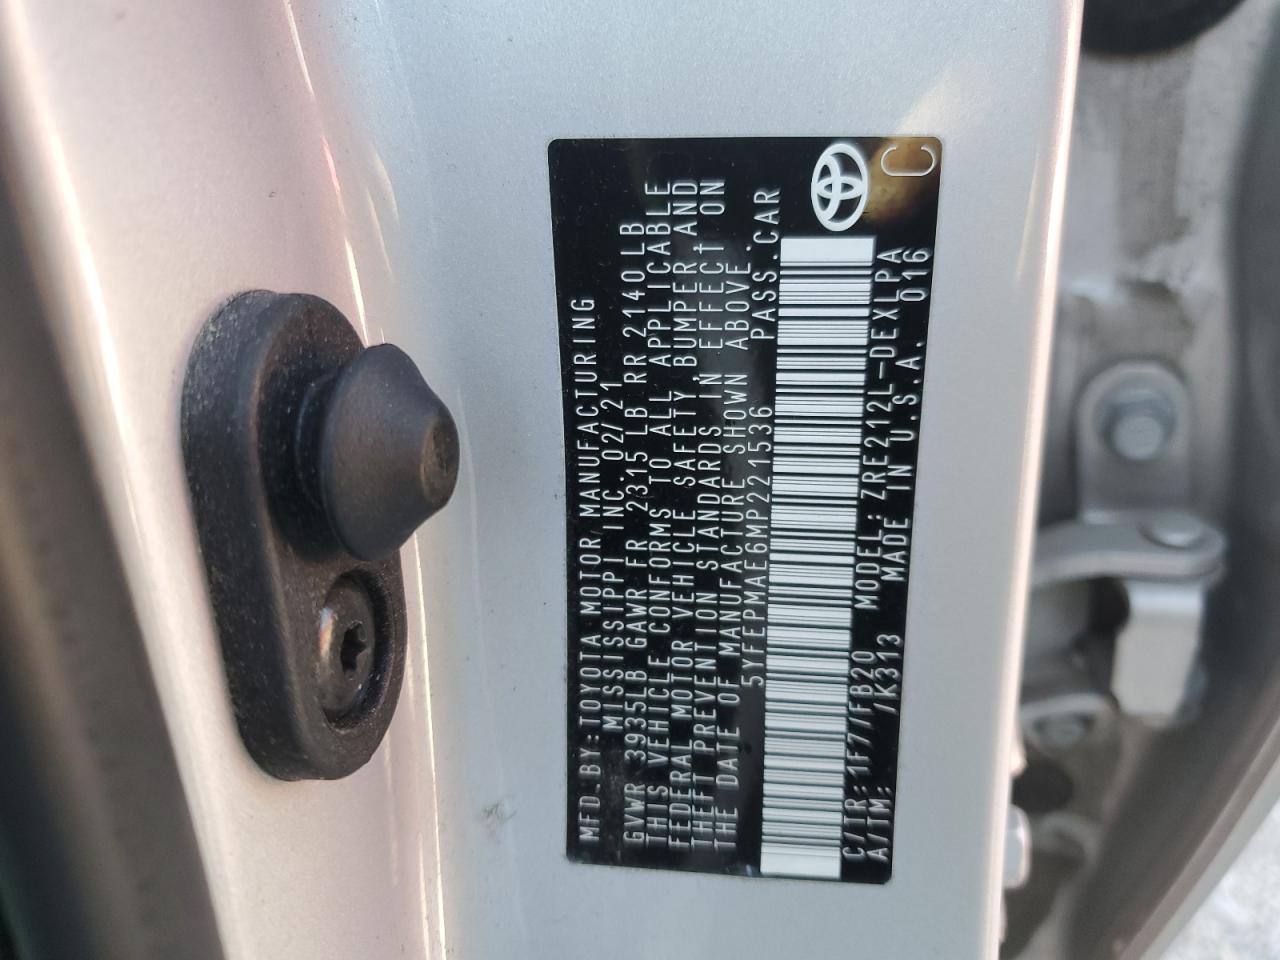 MFD.BY:TOYOTA MOTOR MANUFACTURING
MISSISSIPPI INC. 02/21
GVWR 3935LB GAWR FR 2315LB RR 2140LB
THIS VEHICLE CONFORMS TO ALL APPLICABLE
FEDERAL MOTOR VEHICLE SAFETY, BUMPER, AND
THEFT PREVENTION STANDARDS IN EFFECT ON
THE DATE OF MANUFACTURE SHOWN ABOVE.
5YFEPMAE6MP221536 PASS.CAR
C/TR:1F7/FB20 MODEL:ZRE212L-DEXLPA
A/TM: /K313 MADE IN U.S.A. 016
C